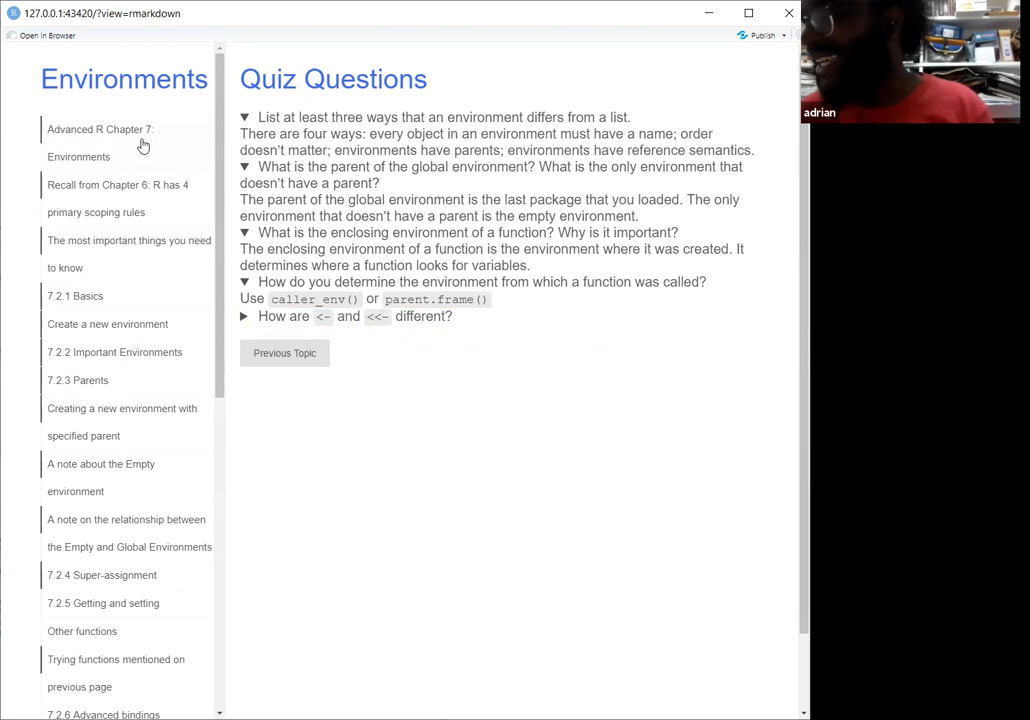 127.0.0.1:43420/?view=rmarkdown
Open in Browser
Publish
Environments
Advanced R Chapter 7:
Environments
Recall from Chapter 6: R has 4
primary scoping rules
The most important things you need
to know
7.2.1 Basics
Create a new environment
7.2.2 Important Environments
7.2.3 Parents
Creating a new environment with
specified parent
A note about the Empty
environment
A note on the relationship between
the Empty and Global Environments
7.2.4 Super-assignment
7.2.5 Getting and setting
Other functions
Trying functions mentioned on
previous page
7.2.6 Advanced bindings
Quiz Questions
List at least three ways that an environment differs from a list.
There are four ways: every object in an environment must have a name; order
doesn’t matter; environments have parents; environments have reference semantics.
What is the parent of the global environment? What is the only environment that
doesn’t have a parent?
The parent of the global environment is the last package that you loaded. The only
environment that doesn’t have a parent is the empty environment.
What is the enclosing environment of a function? Why is it important?
The enclosing environment of a function is the environment where it was created. It
determines where a function looks for variables.
How do you determine the environment from which a function was called?
Use caller_env() or parent.frame()
How are <- and <<- different?
Previous Topic
adrian